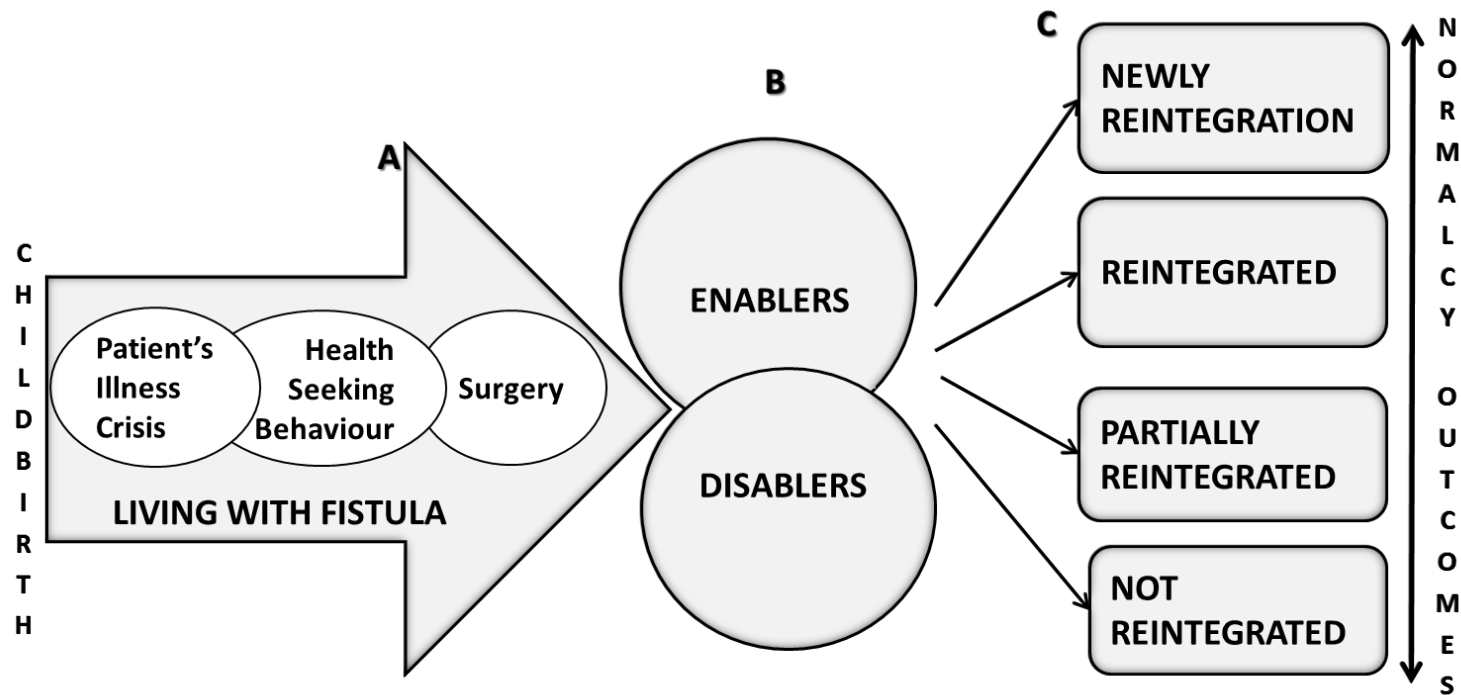 CHILDBIRTH
A
Patient's
Illness
Crisis
Health
Seeking
Behaviour
Surgery
LIVING WITH FISTULA
B
ENABLERS
DISABLERS
C
NEWLY
REINTEGRATION
REINTEGRATED
PARTIALLY
REINTEGRATED
NOT
REINTEGRATED
NORMALCY OUTCOMES